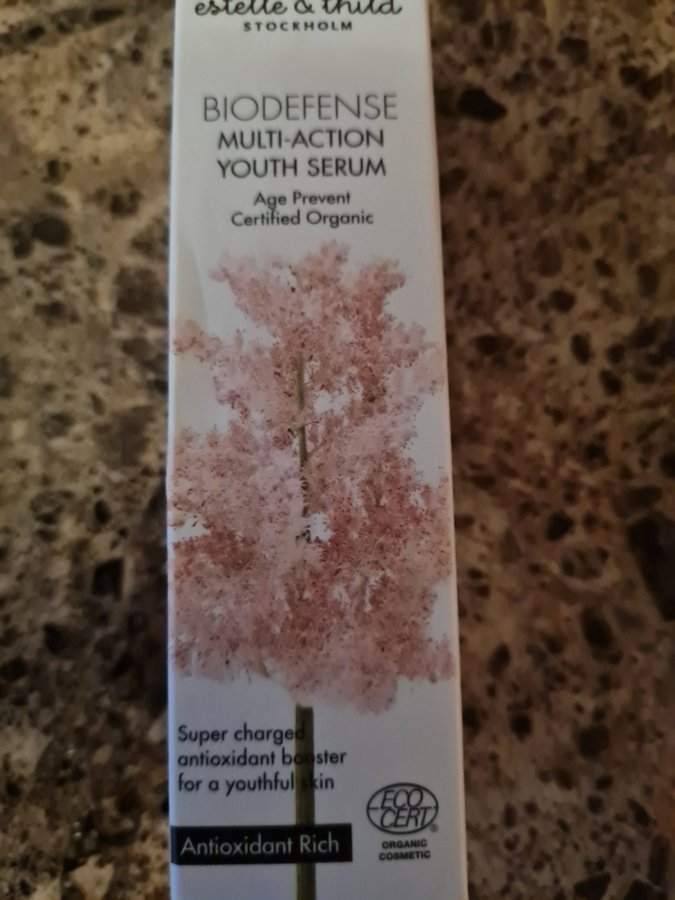 estelle & thild
STOCKHOLM
BIODEFENSE
MULTI-ACTION
YOUTH SERUM
Age Prevent
Certified Organic
Super charged
antioxidant booster
for a youthful skin
Antioxidant Rich
ECO
CERT®
ORGANIC
COSMETIC